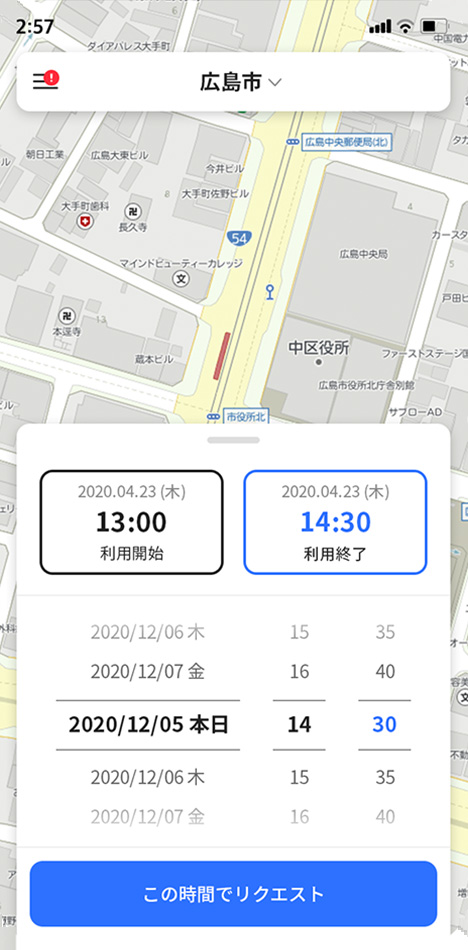 2:57
ダイアパレス大手町
中国電力
広島市
広島中央郵便局(北)
朝日工業
広島大東ビル
今井ビル
大手町佐野ビル
8
大手町歯科
長久寺
4
54
カースタ
広島中央局
マインドビューティーカレッジ
5
戸田ビ
本逕寺
13
中区役所
蔵本ビル
ファーストステージ
広島市役所北庁舎別館
サフローAD
市役所北
2020.04.23 (木)
13:00
利用開始
2020.04.23 (木)
14:30
利用終了
2020/12/06 木 15 35
2020/12/07 金 16 40
2020/12/05 本日 14 30
2020/12/06 木 15 35
2020/12/07 金 16 40
この時間でリクエスト